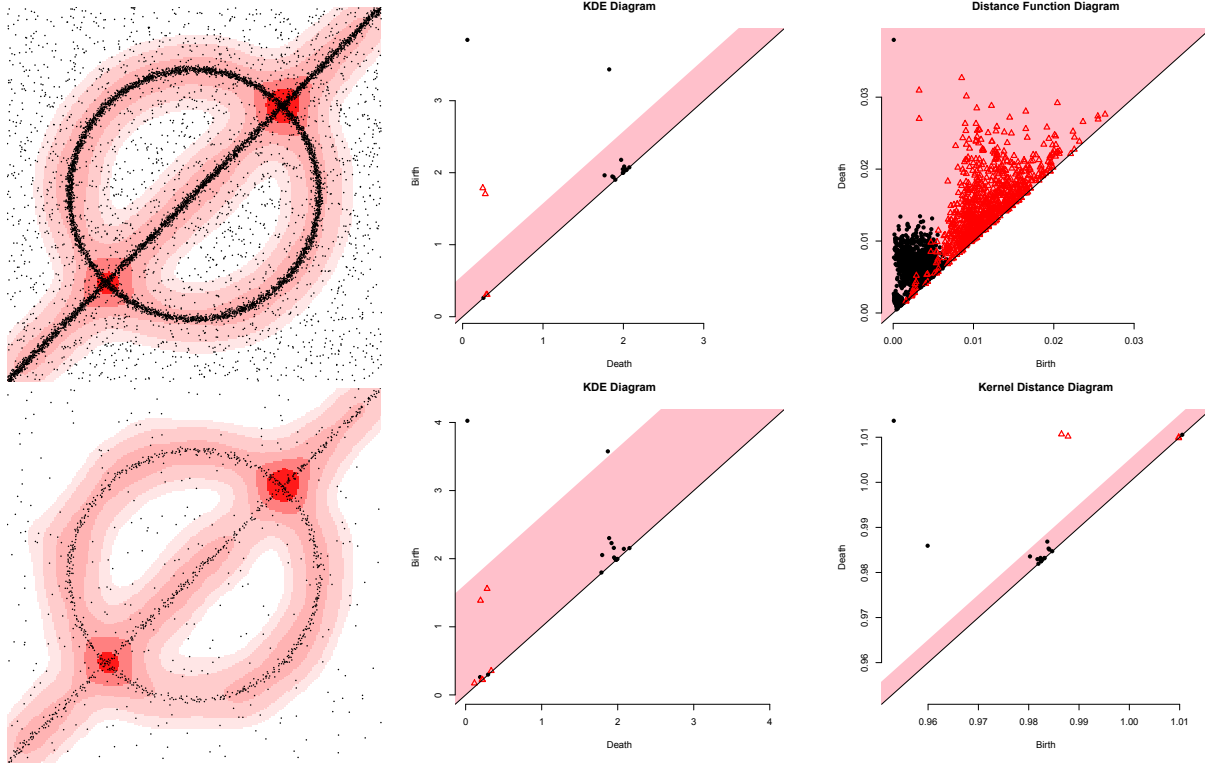 KDE Diagram
Birth
3
2
1
0
0 1 2 3
Death
Distance Function Diagram
Death
0.03
0.02
0.01
0.00
0.00 0.01 0.02 0.03
Birth
KDE Diagram
Birth
4
3
2
1
0
0 1 2 3 4
Death
Kernel Distance Diagram
Death
1.01
1.00
0.99
0.98
0.97
0.96
0.96 0.97 0.98 0.99 1.00 1.01
Birth